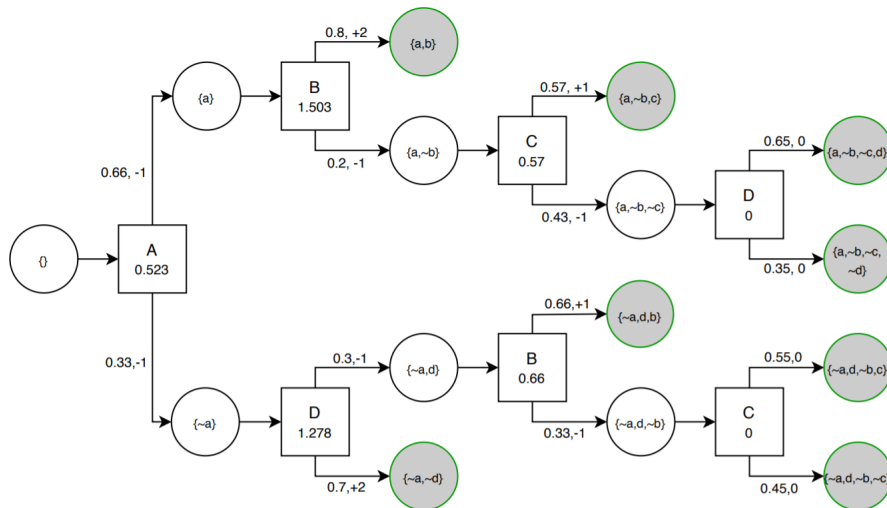 0.8, +2
{a,b}
B
1.503
{a}
0.57, +1
{a,~b,c}
0.2, -1
{a,~b}
C
0.57
0.65, 0
{a,~b,~c,d}
0.66, -1
0.43, -1
{a,~b,~c}
D
0
{}
A
0.523
0.35, 0
{a,~b,~c,
~d}
0.66,+1
{~a,d,b}
0.33,-1
0.3,-1
{~a,d}
B
0.66
0.55,0
{~a,d,~b,c}
{~a}
D
1.278
0.33,-1
{~a,d,~b}
C
0
0.7,+2
{~a,~d}
0.45,0
{~a,d,~b,~c}